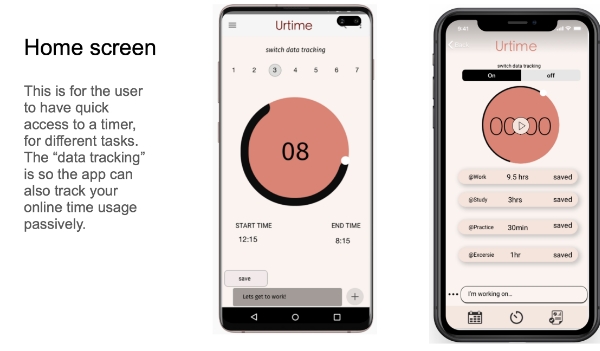 Home screen
This is for the user
to have quick
access to a timer,
for different tasks.
The “data tracking”
is so the app can
also track your
online time usage
passively.
Urtime
switch data tracking
1 2 3 4 5 6 7
08
START TIME END TIME
12:15 8:15
save
Lets get to work!
+
9:41
Urtime
switch data tracking
On off
00:00
@Work 9.5 hrs saved
@Study 3hrs saved
@Practice 30min saved
@Excersie 1hr saved
I'm working on..